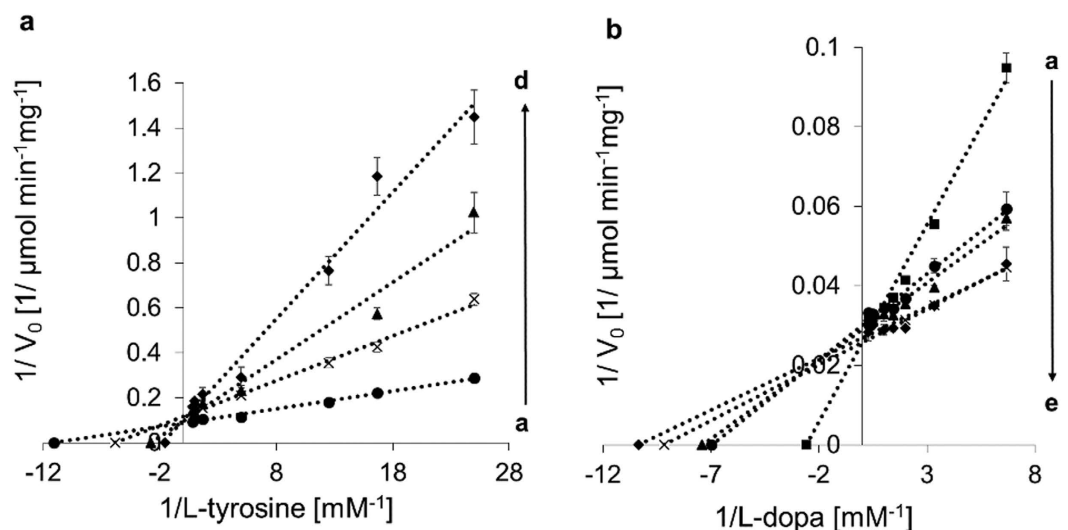 a
b
1/ V0 [1/ µmol min-1mg-1]
1.6
1.4
1.2
1
0.8
0.6
0.4
0.2
0
-12
-2
8
18
28
1/L-tyrosine [mM-1]
d
a
1/ V0 [1/ µmol min-1mg-1]
0.1
0.08
0.06
0.04
0.02
0
-12
-7
-2
3
8
1/L-dopa [mM-1]
a
e